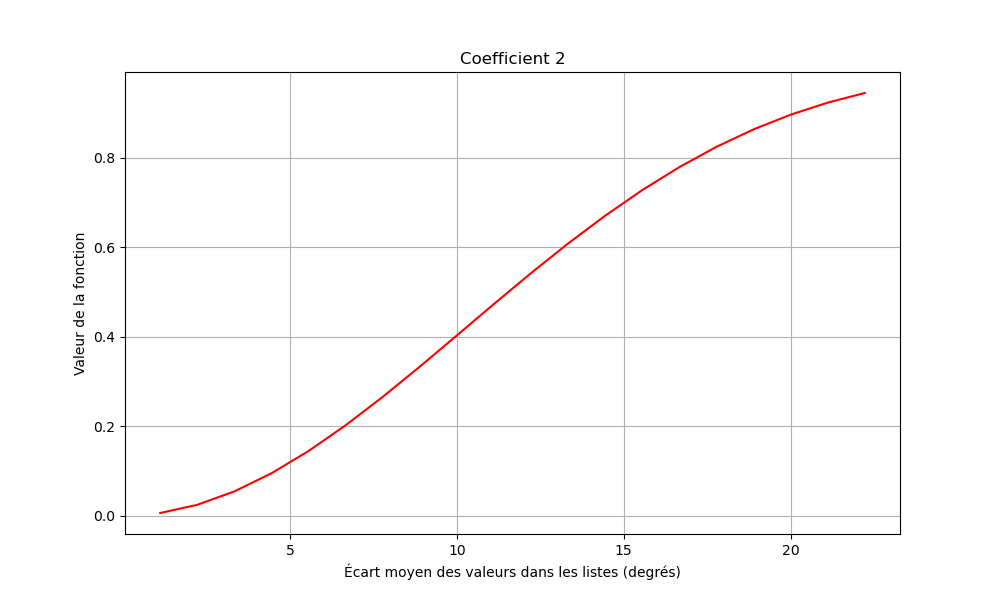 Coefficient 2
Valeur de la fonction
0.8
0.6
0.4
0.2
0.0
5 10 15 20
Écart moyen des valeurs dans les listes (degrés)